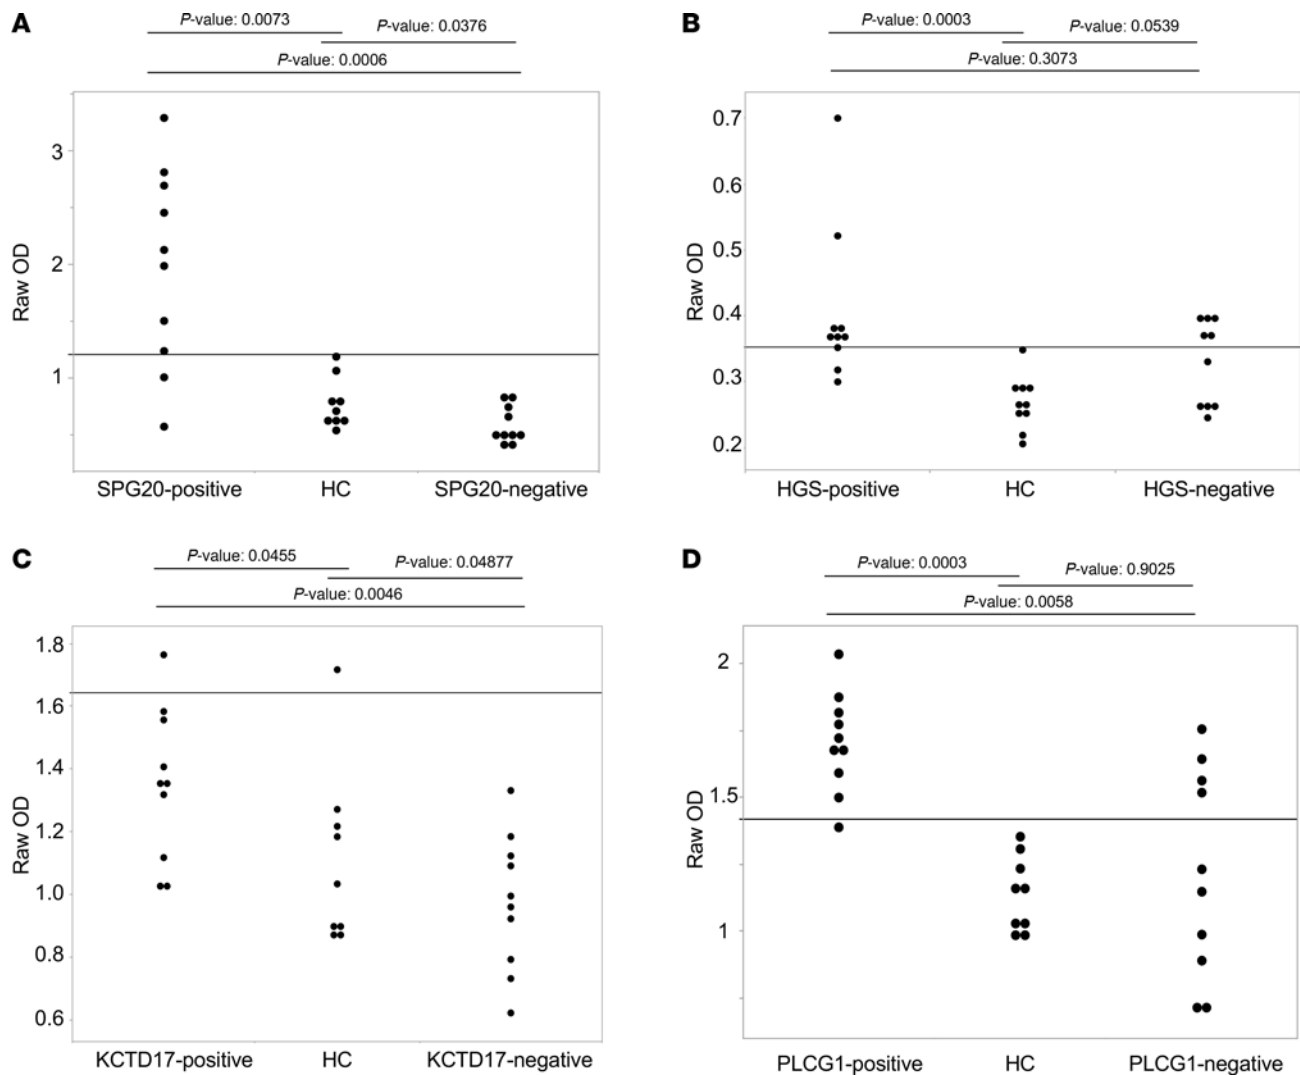 A
P-value: 0.0073
P-value: 0.0376
P-value: 0.0006
Raw OD
3
2
1
SPG20-positive HC SPG20-negative
B
P-value: 0.0003
P-value: 0.0539
P-value: 0.3073
Raw OD
0.7
0.6
0.5
0.4
0.3
0.2
HGS-positive HC HGS-negative
C
P-value: 0.0455
P-value: 0.04877
P-value: 0.0046
Raw OD
1.8
1.6
1.4
1.2
1.0
0.8
0.6
KCTD17-positive HC KCTD17-negative
D
P-value: 0.0003
P-value: 0.9025
P-value: 0.0058
Raw OD
2
1.5
1
PLCG1-positive HC PLCG1-negative